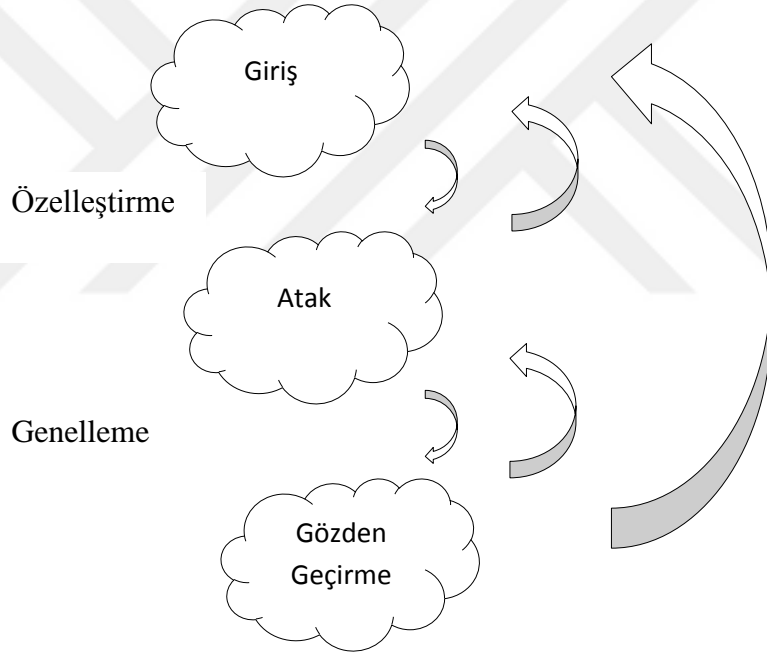 Giriş
Özelleştirme
Atak
Genelleme
Gözden
Geçirme